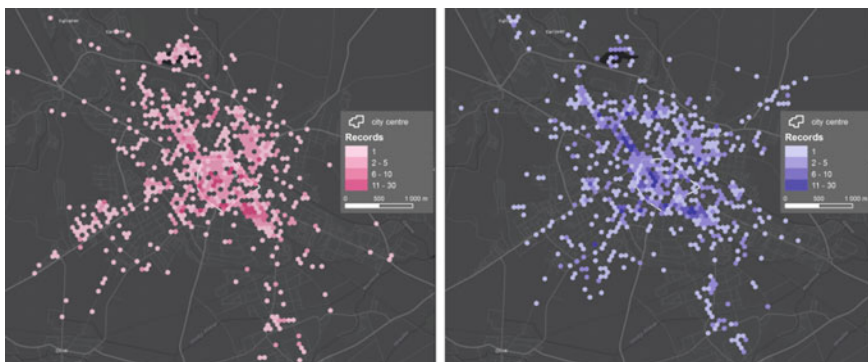 city centre
Records
1
2 - 5
6 - 10
11 - 30
0 500 1 000 m
city centre
Records
1
2 - 5
6 - 10
11 - 30
0 500 1 000 m